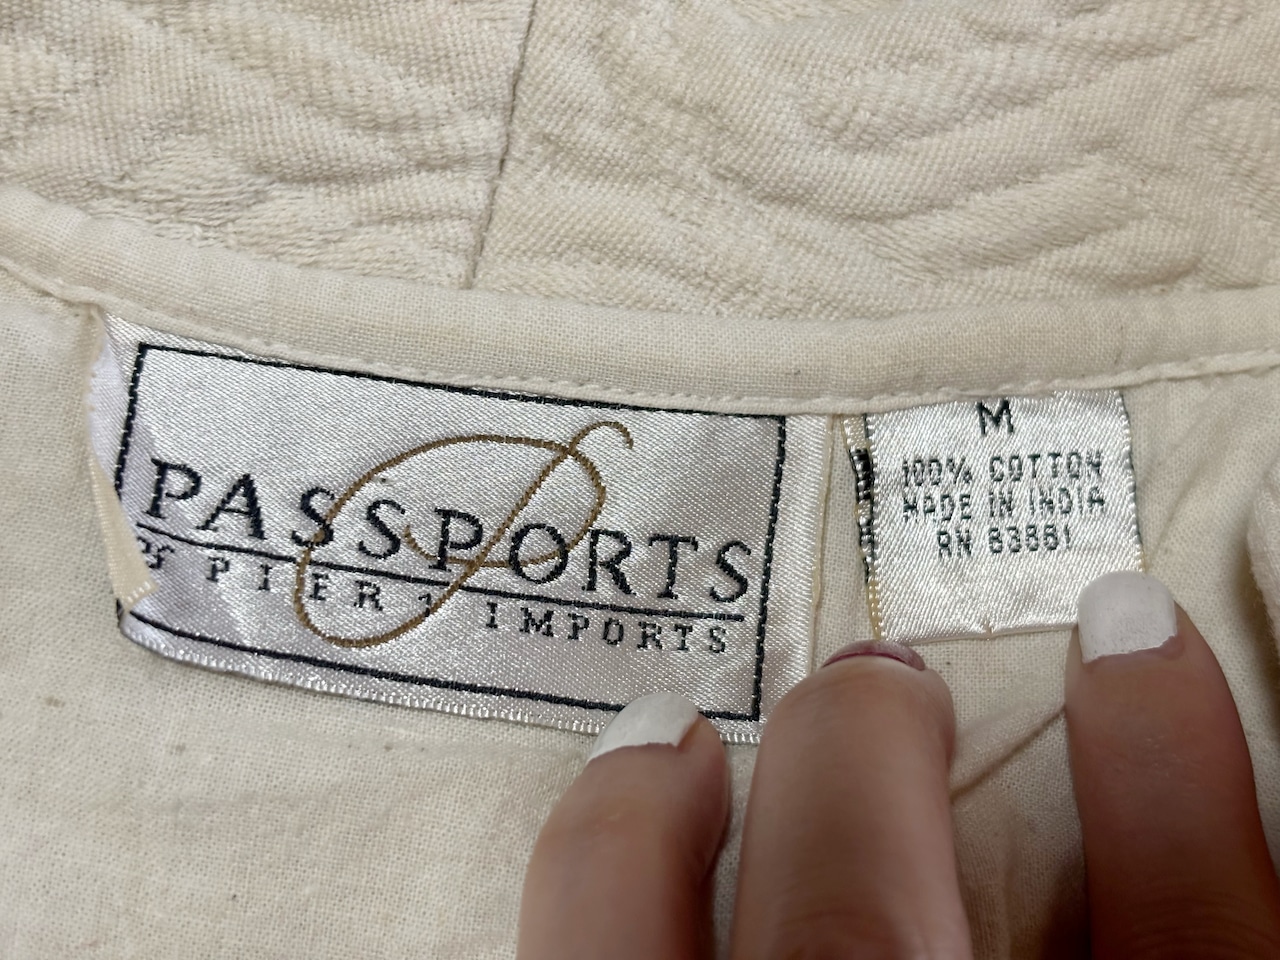 PASSPORTS
PIER 1 IMPORTS
M
100% COTTON
MADE IN INDIA
RN 83881